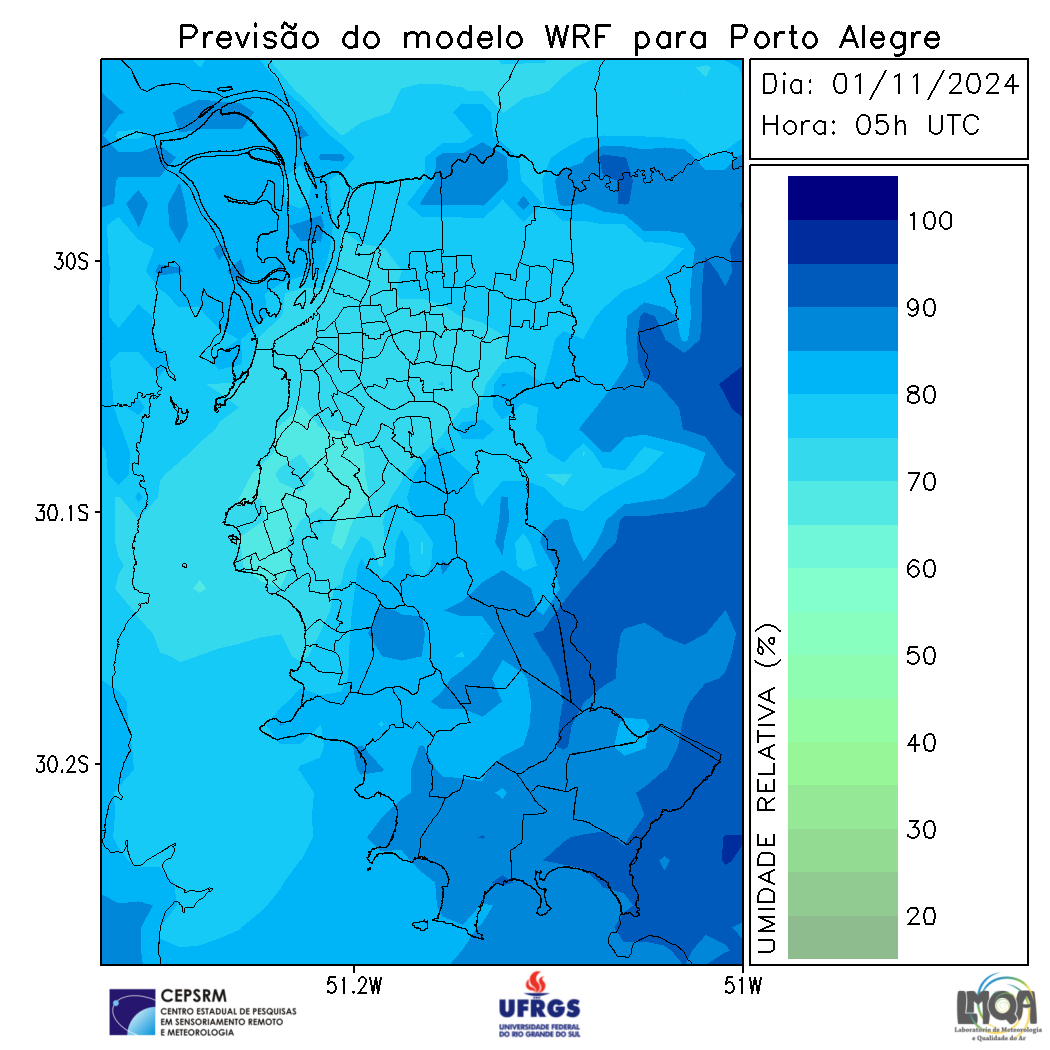 Previsão do modelo WRF para Porto Alegre
Dia: 01/11/2024
Hora: 05h UTC
30S
30.1S
30.2S
51.2W
51W
100
90
80
70
60
50
40
30
20
UMIDADE RELATIVA (%)
CEPSRM
CENTRO ESTADUAL DE PESQUISAS
EM SENSORIAMENTO REMOTO
E METEOROLOGIA
UFRGS
UNIVERSIDADE FEDERAL
DO RIO GRANDE DO SUL
LMQA
Laboratório de Meteorologia
e Qualidade do Ar